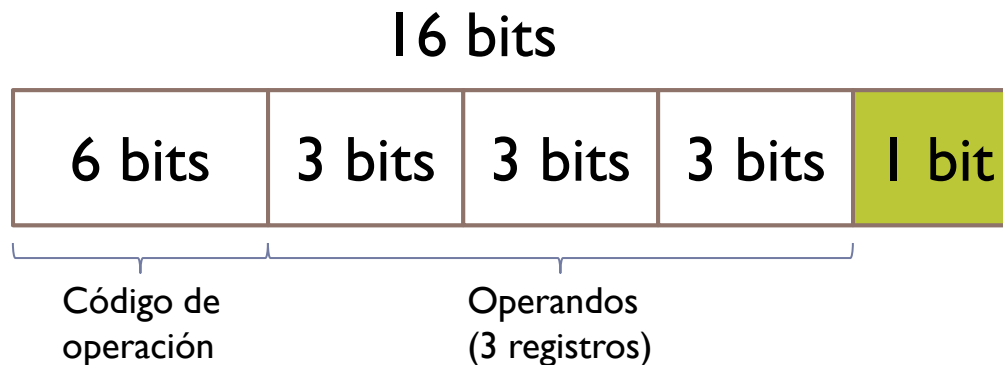 16 bits
6 bits 3 bits 3 bits 3 bits 1 bit
Código de
operación
Operandos
(3 registros)